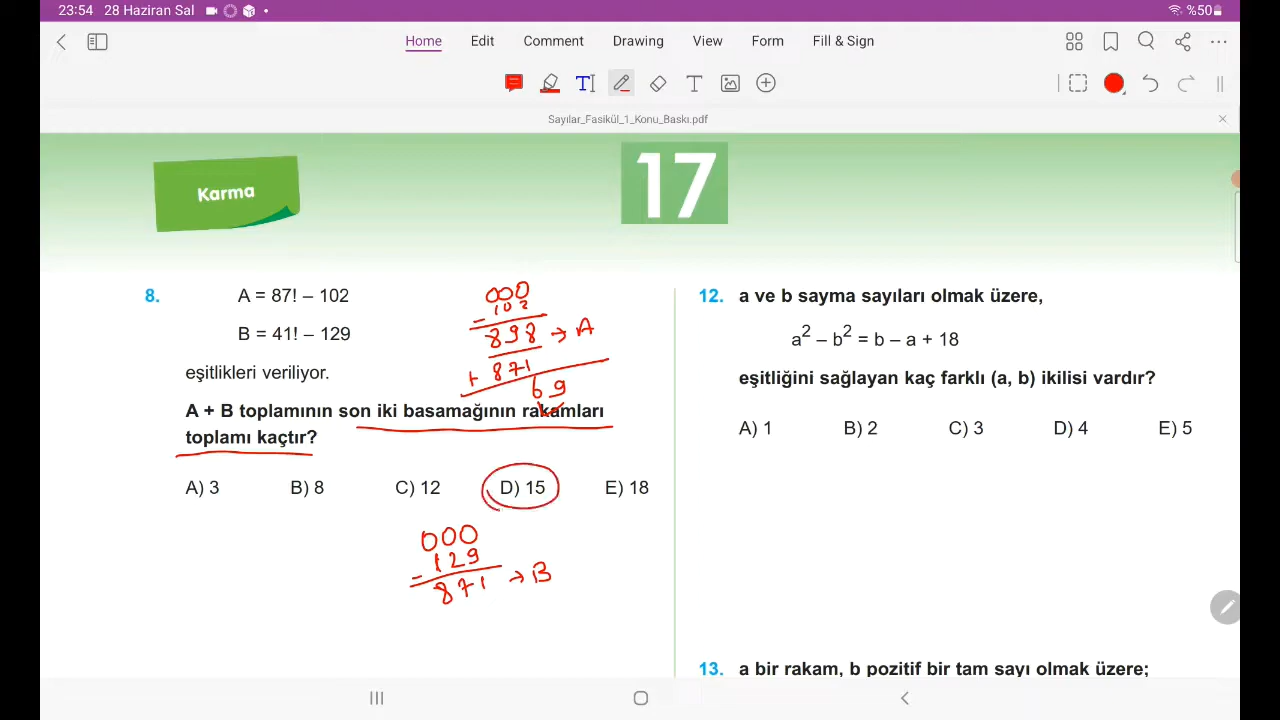 23:54 28 Haziran Sal • %50
Home Edit Comment Drawing View Form Fill & Sign
Sayılar_Fasikül_1_Konu_Baskı.pdf
Karma
17
8. A = 87! – 102
B = 41! – 129
eşitlikleri veriliyor.
A + B toplamının son iki basamağının rakamları
toplamı kaçtır?
A) 3 B) 8 C) 12 D) 15 E) 18
000
- 102
898 → A
+ 871
69
000
- 129
871 → B
12. a ve b sayma sayıları olmak üzere,
a² – b² = b – a + 18
eşitliğini sağlayan kaç farklı (a, b) ikilisi vardır?
A) 1 B) 2 C) 3 D) 4 E) 5
13. a bir rakam, b pozitif bir tam sayı olmak üzere;